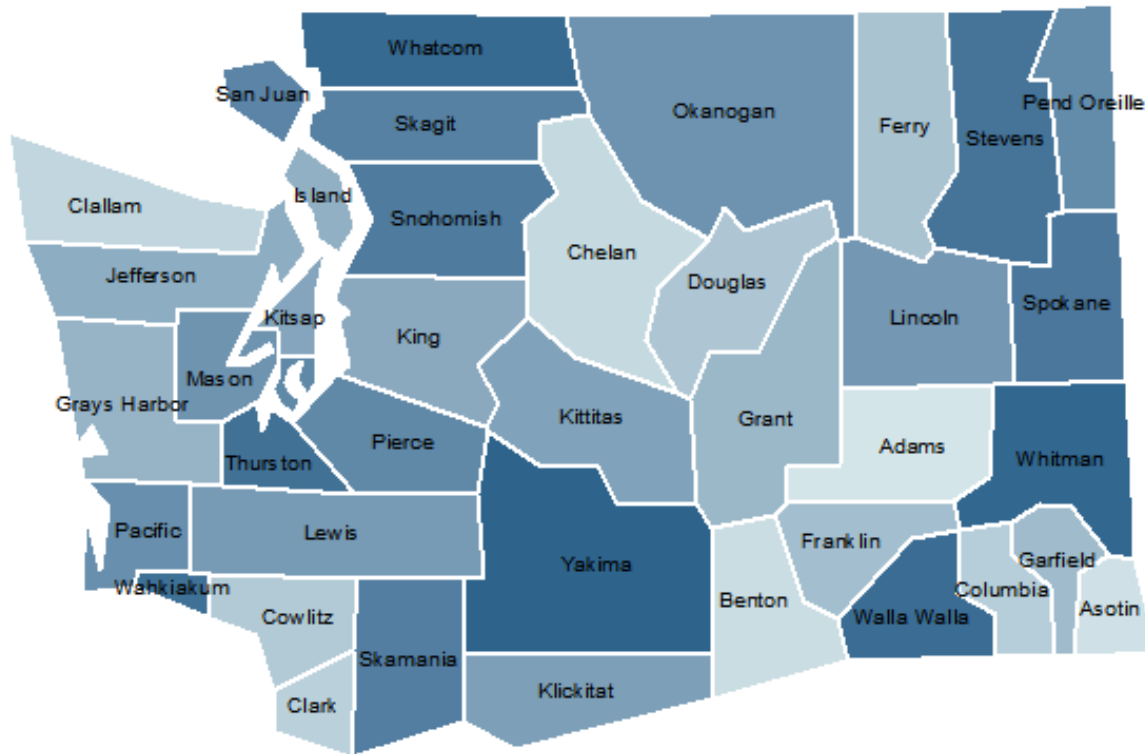 Whatcom
San Juan
Skagit
Okanogan
Ferry
Stevens
Pend Oreille
Clallam
Island
Snohomish
Chelan
Jefferson
Douglas
Kitsap
King
Lincoln
Spokane
Mason
Grays Harbor
Pierce
Kittitas
Grant
Adams
Thurston
Whitman
Pacific
Lewis
Yakima
Franklin
Garfield
Wahkiakum
Cowlitz
Benton
Columbia
Asotin
Walla Walla
Skamania
Klickitat
Clark